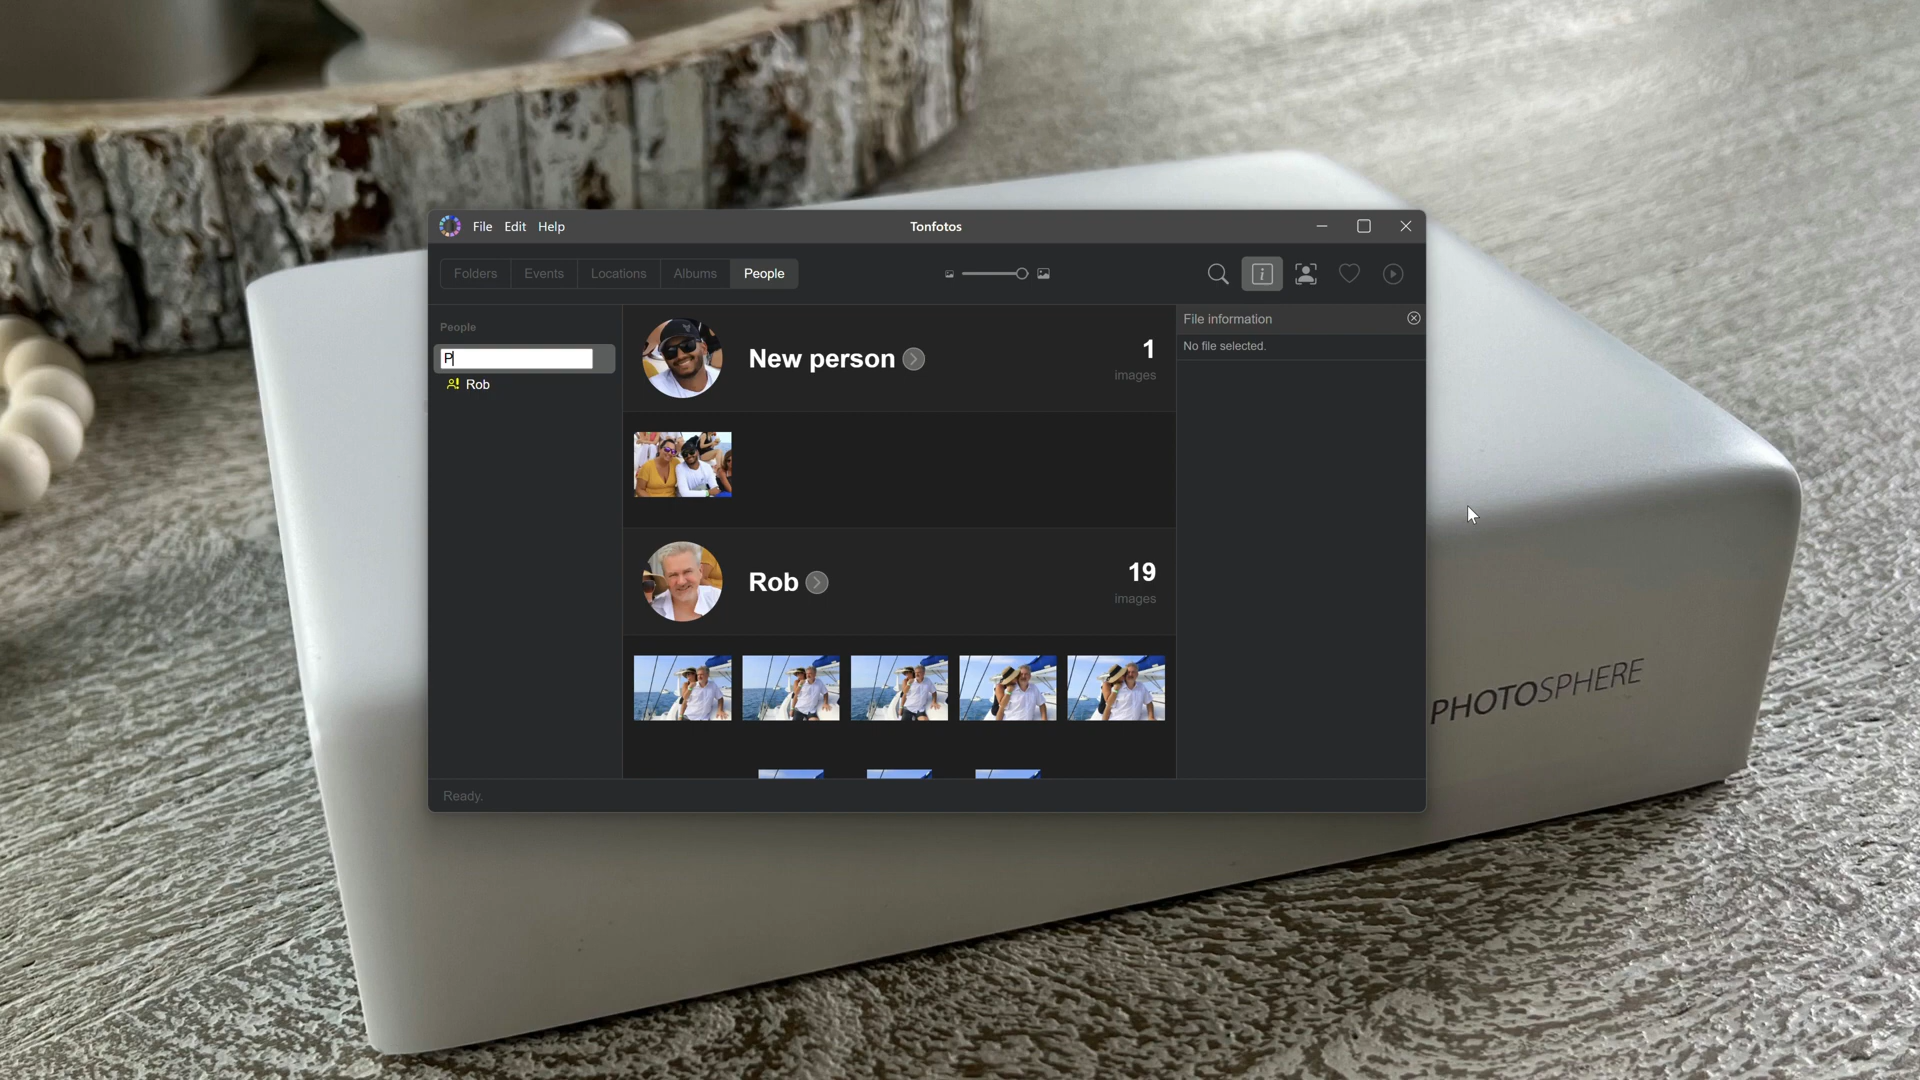 File Edit Help Tonfotos
Folders Events Locations Albums People
People
P
Rob
New person
1
images
Rob
19
images
File information
No file selected.
Ready.
PHOTOSPHERE